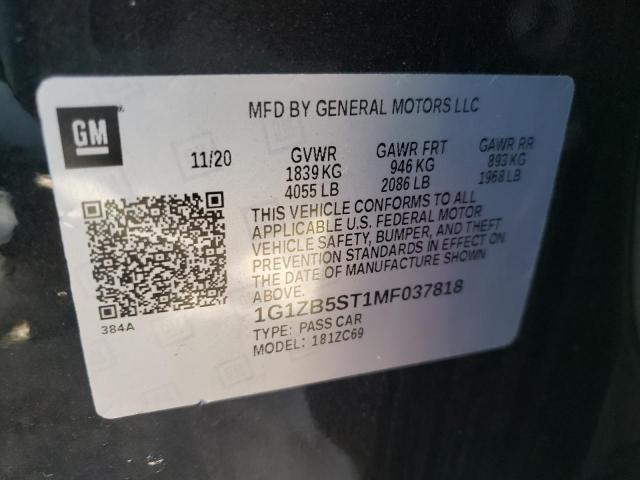 GM
MFD BY GENERAL MOTORS LLC
11/20 GVWR GAWR FRT GAWR RR
1839 KG 946 KG 893 KG
4055 LB 2086 LB 1968 LB
THIS VEHICLE CONFORMS TO ALL
APPLICABLE U.S. FEDERAL MOTOR
VEHICLE SAFETY, BUMPER, AND THEFT
PREVENTION STANDARDS IN EFFECT ON
THE DATE OF MANUFACTURE SHOWN
ABOVE.
1G1ZB5ST1MF037818
TYPE: PASS CAR
MODEL: 181ZC69
384A